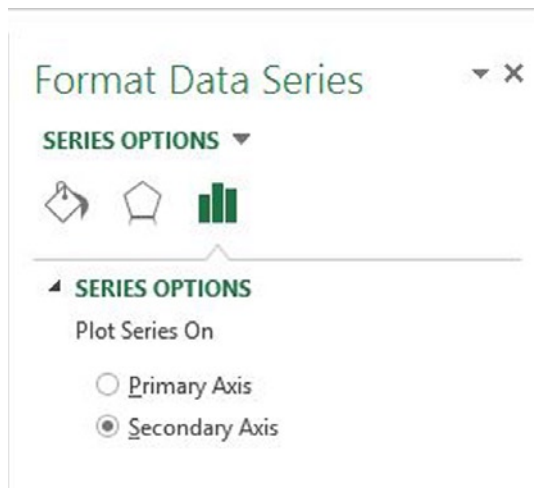 Format Data Series
SERIES OPTIONS
SERIES OPTIONS
Plot Series On
Primary Axis
Secondary Axis